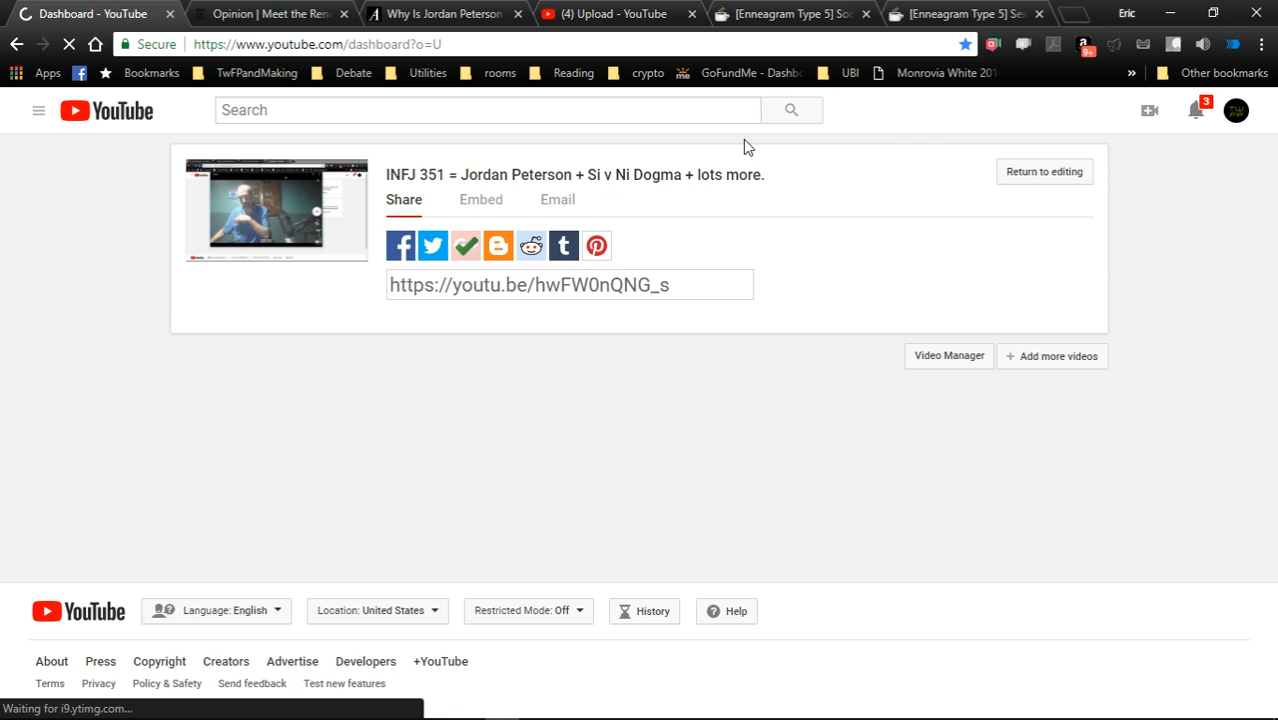 Dashboard - YouTube
Opinion | Meet the Ren
Why Is Jordan Peterson
(4) Upload - YouTube
[Enneagram Type 5] Soc
[Enneagram Type 5] Sex
Eric
Secure
https://www.youtube.com/dashboard?o=U
9+
Apps
Bookmarks
TwFPandMaking
Debate
Utilities
rooms
Reading
crypto
GoFundMe - Dashbo
UBI
Monrovia White 201
»
Other bookmarks
YouTube
Search
3
INFJ 351 = Jordan Peterson + Si v Ni Dogma + lots more.
Return to editing
Share
Embed
Email
https://youtu.be/hwFW0nQNG_s
Video Manager
+ Add more videos
YouTube
Language: English
Location: United States
Restricted Mode: Off
History
Help
About
Press
Copyright
Creators
Advertise
Developers
+YouTube
Terms
Privacy
Policy & Safety
Send feedback
Test new features
Waiting for i9.ytimg.com...